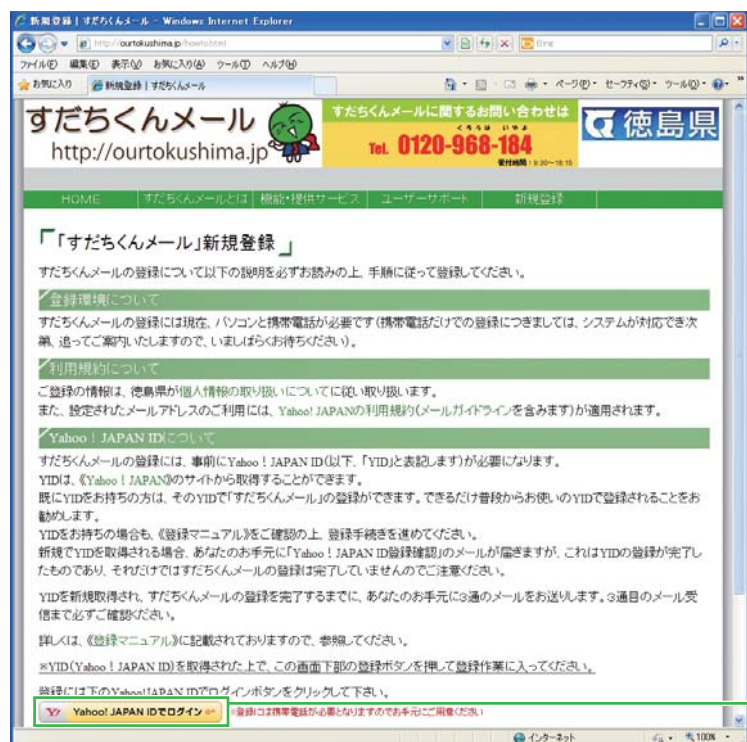 新規登録 | すだちくんメール - Windows Internet Explorer
http://ourtokushima.jp/howto.html
Bing
ファイル(F) 編集(E) 表示(V) お気に入り(A) ツール(T) ヘルプ(H)
お気に入り 新規登録 | すだちくんメール ページ(P) セーフティ(S) ツール(O)
すだちくんメール
http://ourtokushima.jp
すだちくんメールに関するお問い合わせは
くろうは いやよ
Tel. 0120-968-184
受付時間：9:30～18:15
徳島県
HOME すだちくんメールとは 機能・提供サービス ユーザーサポート 新規登録
「「すだちくんメール」新規登録」
すだちくんメールの登録について以下の説明を必ずお読みの上、手順に従って登録してください。
登録環境について
すだちくんメールの登録には現在、パソコンと携帯電話が必要です(携帯電話だけでの登録につきましては、システムが対応でき次
第、追ってご案内いたしますので、いましばらくお待ちください)。
利用規約について
ご登録の情報は、徳島県が個人情報の取り扱いについてに従い取り扱います。
また、設定されたメールアドレスのご利用には、Yahoo! JAPANの利用規約(メールガイドラインを含みます)が適用されます。
Yahoo！JAPAN IDについて
すだちくんメールの登録には、事前にYahoo！JAPAN ID(以下、「YID」と表記します)が必要になります。
YIDは、《Yahoo！JAPAN》のサイトから取得することができます。
既にYIDをお持ちの方は、そのYIDで「すだちくんメール」の登録ができます。できるだけ普段からお使いのYIDで登録されることをお
勧めします。
YIDをお持ちの場合も、《登録マニュアル》をご確認の上、登録手続きを進めてください。
新規でYIDを取得される場合、あなたのお手元に「Yahoo！JAPAN ID登録確認」のメールが届きますが、これはYIDの登録が完了し
たものであり、それだけではすだちくんメールの登録は完了していませんのでご注意ください。
YIDを新規取得され、すだちくんメールの登録を完了するまでに、あなたのお手元に3通のメールをお送りします。3通目のメール受
信まで必ずご確認ください。
詳しくは、《登録マニュアル》に記載されておりますので、参照してください。
※YID(Yahoo！JAPAN ID)を取得された上で、この画面下部の登録ボタンを押して登録作業に入ってください。
登録には下のYahoo!JAPAN IDでログインボタンをクリックして下さい。
Y! Yahoo! JAPAN IDでログイン ※登録には携帯電話が必要となりますのでお手元にご用意ください
インターネット 100%